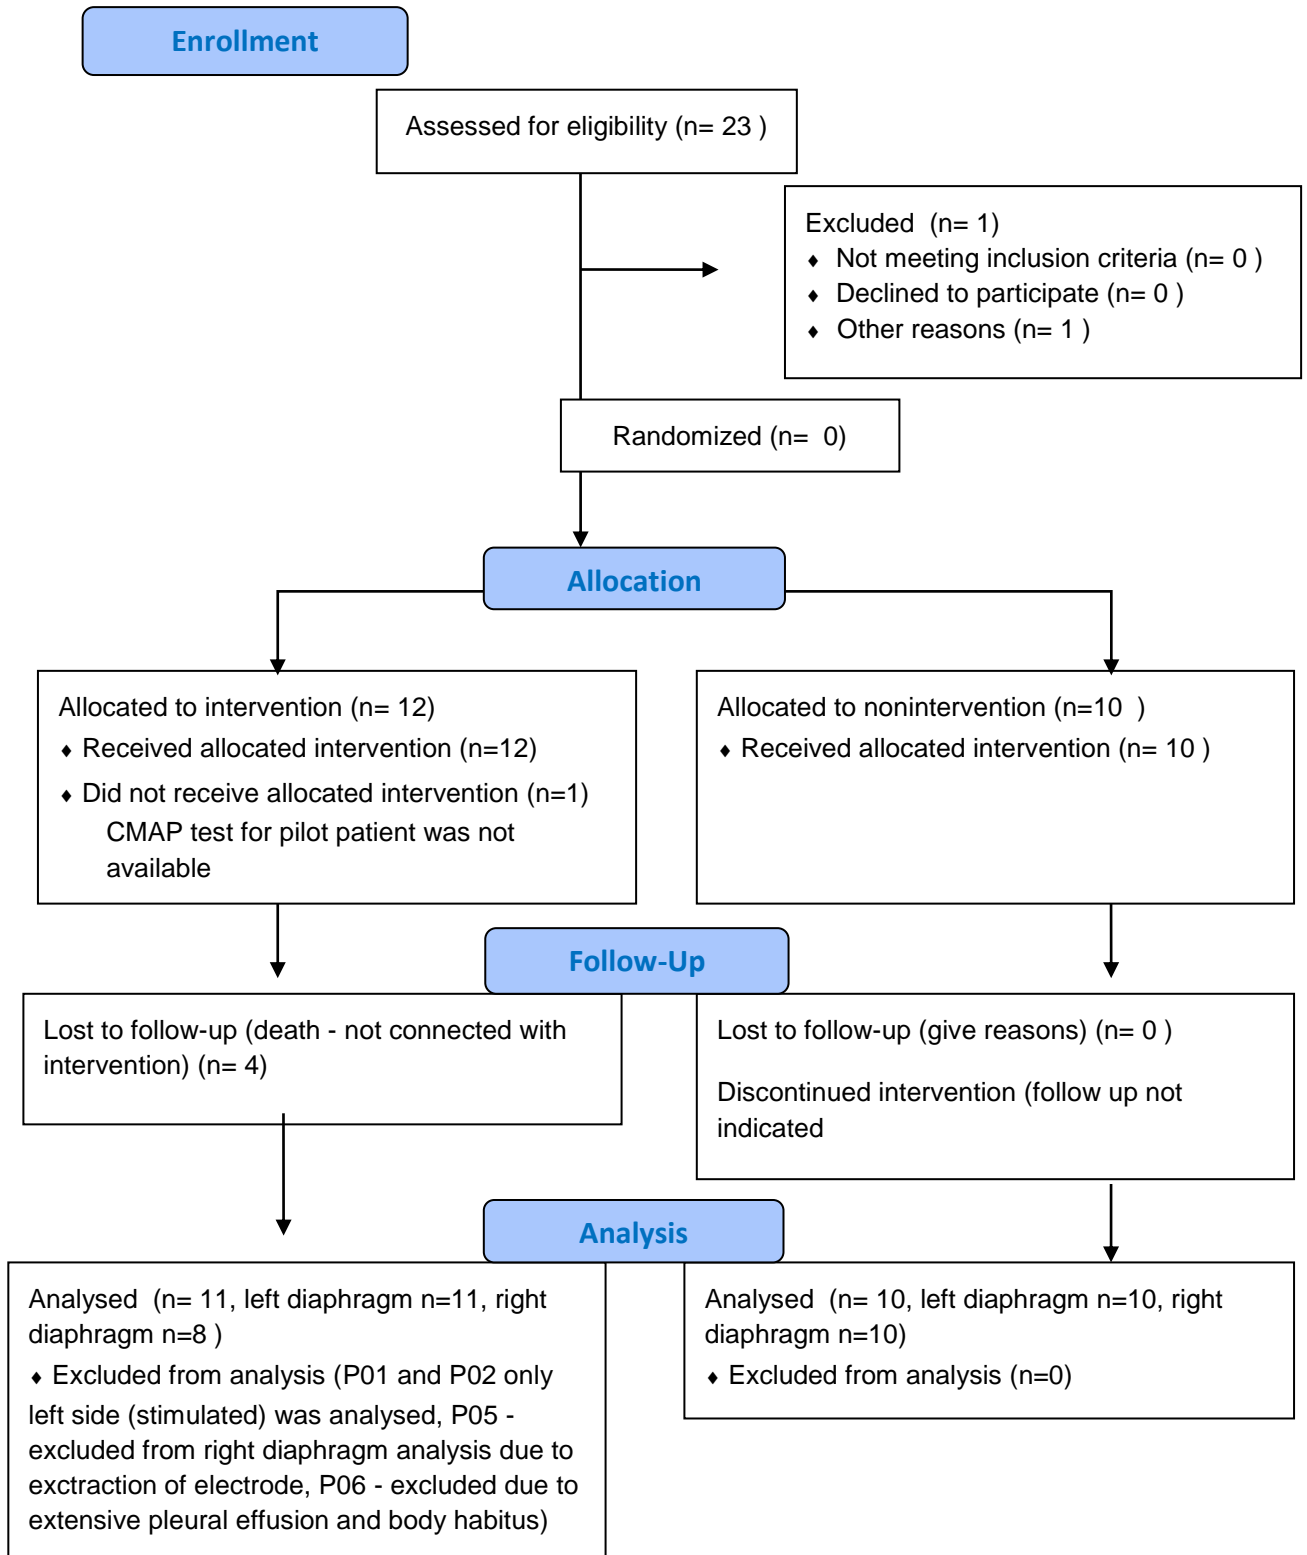 Enrollment
Assessed for eligibility (n= 23 )
Excluded  (n= 1)
♦ Not meeting inclusion criteria (n= 0 )
♦ Declined to participate (n= 0 )
♦ Other reasons (n= 1 )
Randomized (n=  0)
Allocation
Allocated to intervention (n= 12)
♦ Received allocated intervention (n=12)
♦ Did not receive allocated intervention (n=1)
CMAP test for pilot patient was not
available
Allocated to nonintervention (n=10  )
♦ Received allocated intervention (n= 10 )
Follow-Up
Lost to follow-up (death - not connected with
intervention) (n= 4)
Lost to follow-up (give reasons) (n= 0 )
Discontinued intervention (follow up not
indicated
Analysis
Analysed  (n= 11, left diaphragm n=11, right
diaphragm n=8 )
♦ Excluded from analysis (P01 and P02 only
left side (stimulated) was analysed, P05 -
excluded from right diaphragm analysis due to
exctraction of electrode, P06 - excluded due to
extensive pleural effusion and body habitus)
Analysed  (n= 10, left diaphragm n=10, right
diaphragm n=10)
♦ Excluded from analysis (n=0)